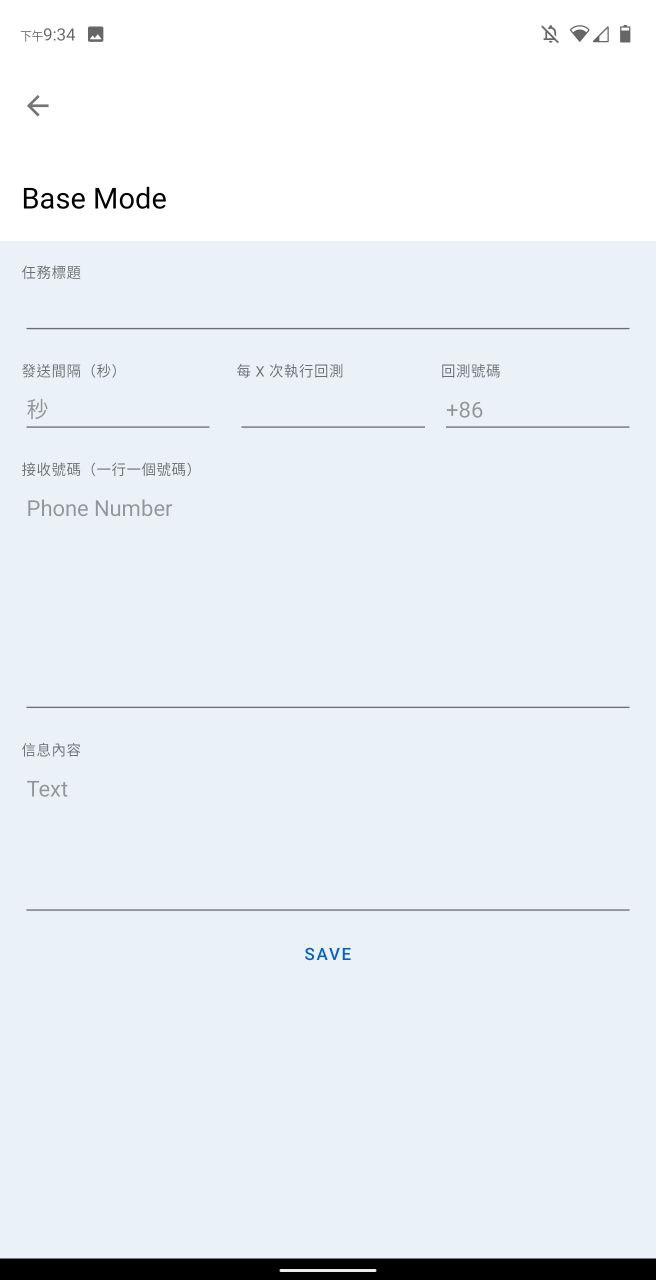 下午9:34
Base Mode
任務標題
發送間隔（秒） 每 X 次執行回測 回測號碼
秒 +86
接收號碼（一行一個號碼）
Phone Number
信息內容
Text
SAVE